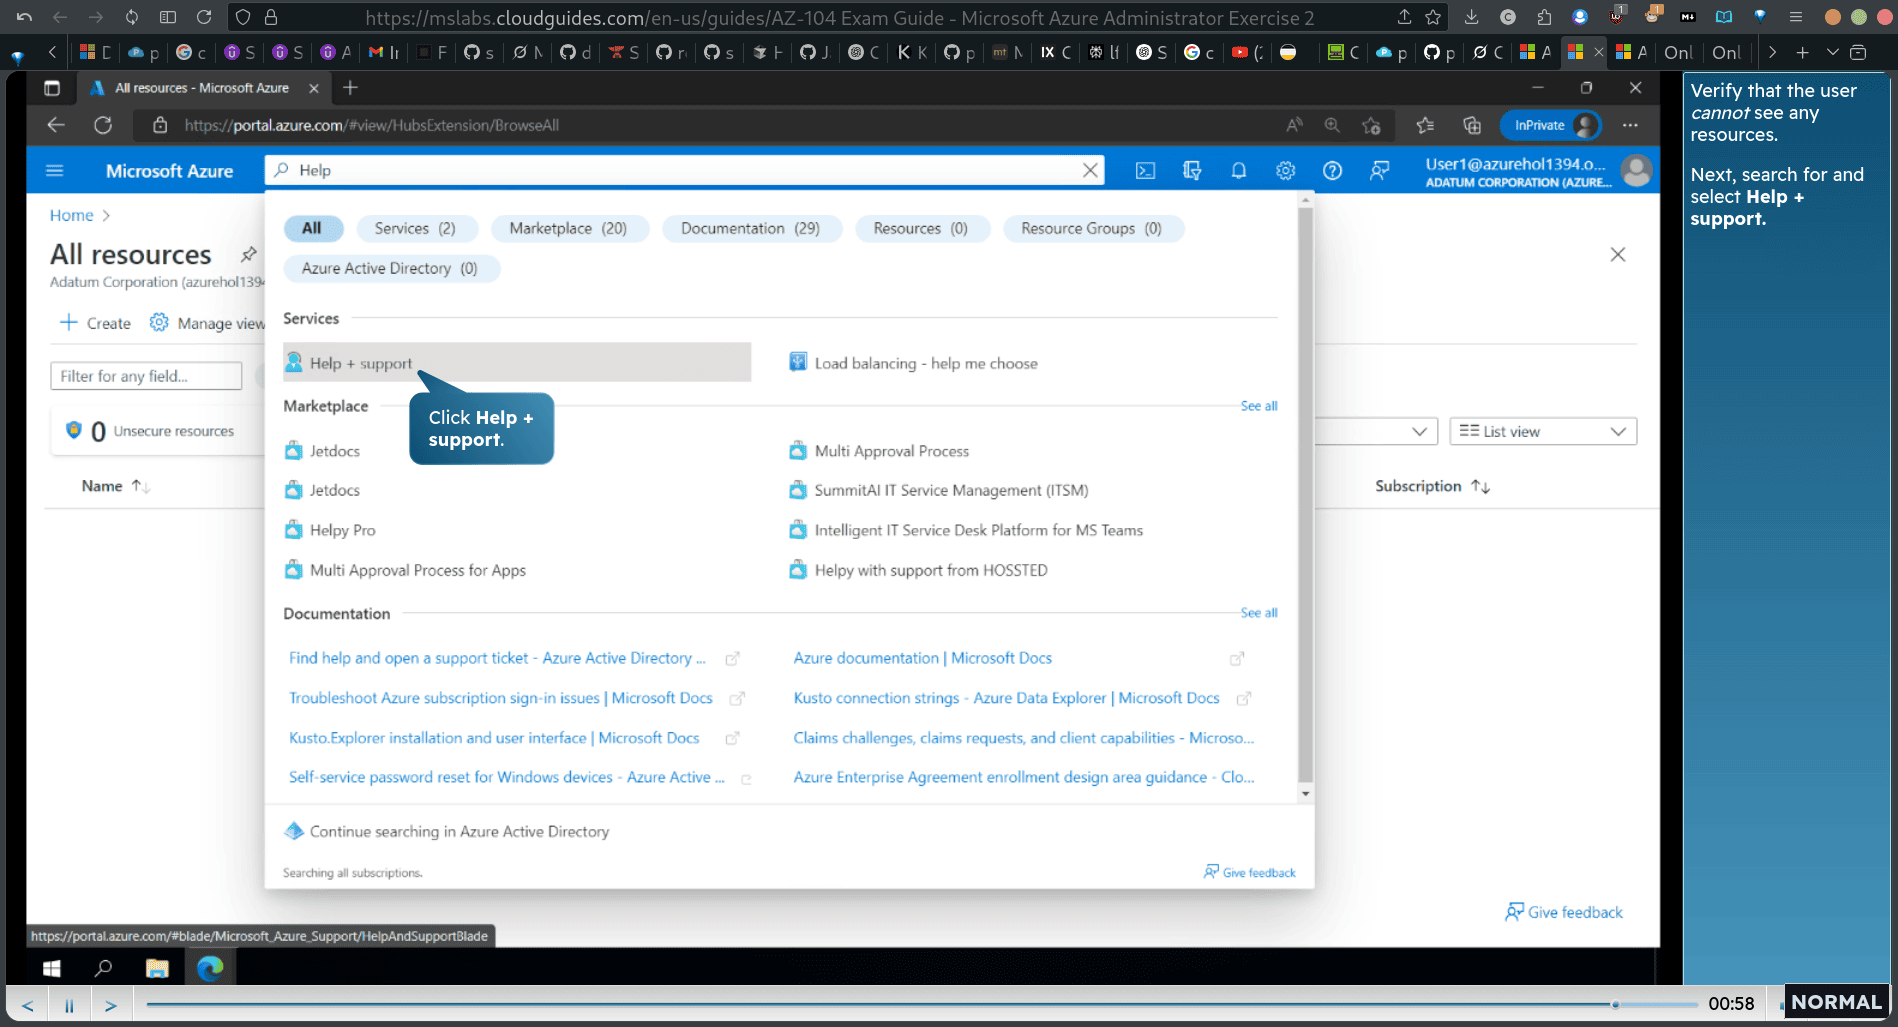 https://mslabs.cloudguides.com/en-us/guides/AZ-104 Exam Guide - Microsoft Azure Administrator Exercise 2
All resources - Microsoft Azure
https://portal.azure.com/#view/HubsExtension/BrowseAll
InPrivate
Microsoft Azure
Help
User1@azurehol1394.o...
ADATUM CORPORATION (AZURE...
All
Services (2)
Marketplace (20)
Documentation (29)
Resources (0)
Resource Groups (0)
Azure Active Directory (0)
Home
All resources
Adatum Corporation (azurehol1394
Create
Manage view
Filter for any field...
0 Unsecure resources
Name
Services
Help + support
Load balancing - help me choose
Click Help +
support.
Marketplace
See all
Jetdocs
Multi Approval Process
Jetdocs
SummitAI IT Service Management (ITSM)
Helpy Pro
Intelligent IT Service Desk Platform for MS Teams
Multi Approval Process for Apps
Helpy with support from HOSSTED
Documentation
See all
Find help and open a support ticket - Azure Active Directory ...
Azure documentation | Microsoft Docs
Troubleshoot Azure subscription sign-in issues | Microsoft Docs
Kusto connection strings - Azure Data Explorer | Microsoft Docs
Kusto.Explorer installation and user interface | Microsoft Docs
Claims challenges, claims requests, and client capabilities - Microso...
Self-service password reset for Windows devices - Azure Active ...
Azure Enterprise Agreement enrollment design area guidance - Clo...
Continue searching in Azure Active Directory
Searching all subscriptions.
Give feedback
List view
Subscription
Give feedback
https://portal.azure.com/#blade/Microsoft_Azure_Support/HelpAndSupportBlade
Verify that the user
cannot see any
resources.
Next, search for and
select Help +
support.
00:58
NORMAL